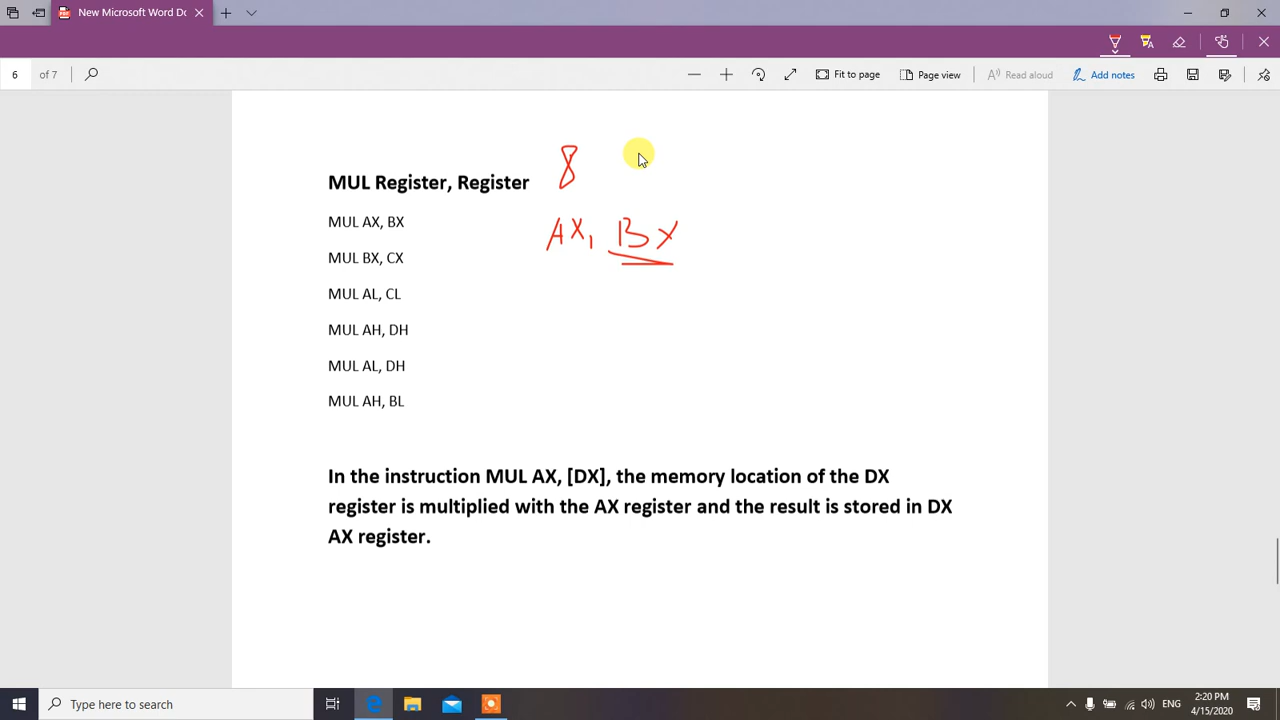 New Microsoft Word Dc
6 of 7
Fit to page
Page view
Read aloud
Add notes
8
MUL Register, Register
MUL AX, BX
AX, BX
MUL BX, CX
MUL AL, CL
MUL AH, DH
MUL AL, DH
MUL AH, BL
In the instruction MUL AX, [DX], the memory location of the DX
register is multiplied with the AX register and the result is stored in DX
AX register.
Type here to search
2:20 PM
4/15/2020